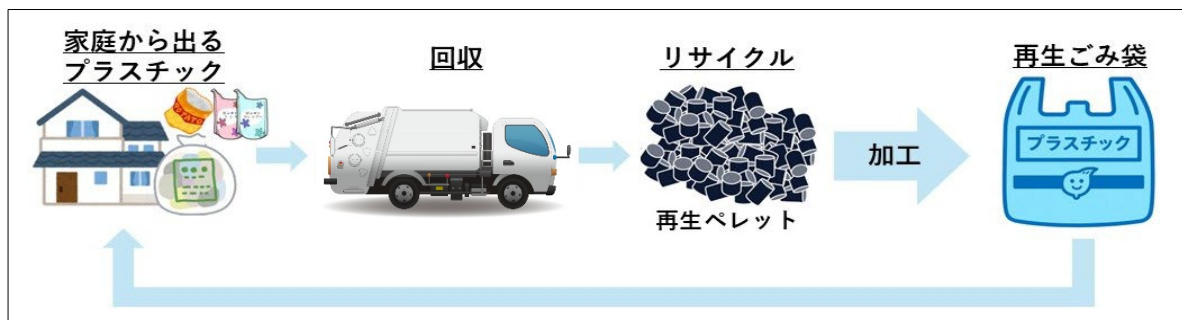 家庭から出る
プラスチック
回収
リサイクル
再生ごみ袋
POTATO
プラスチック
加工
再生ペレット